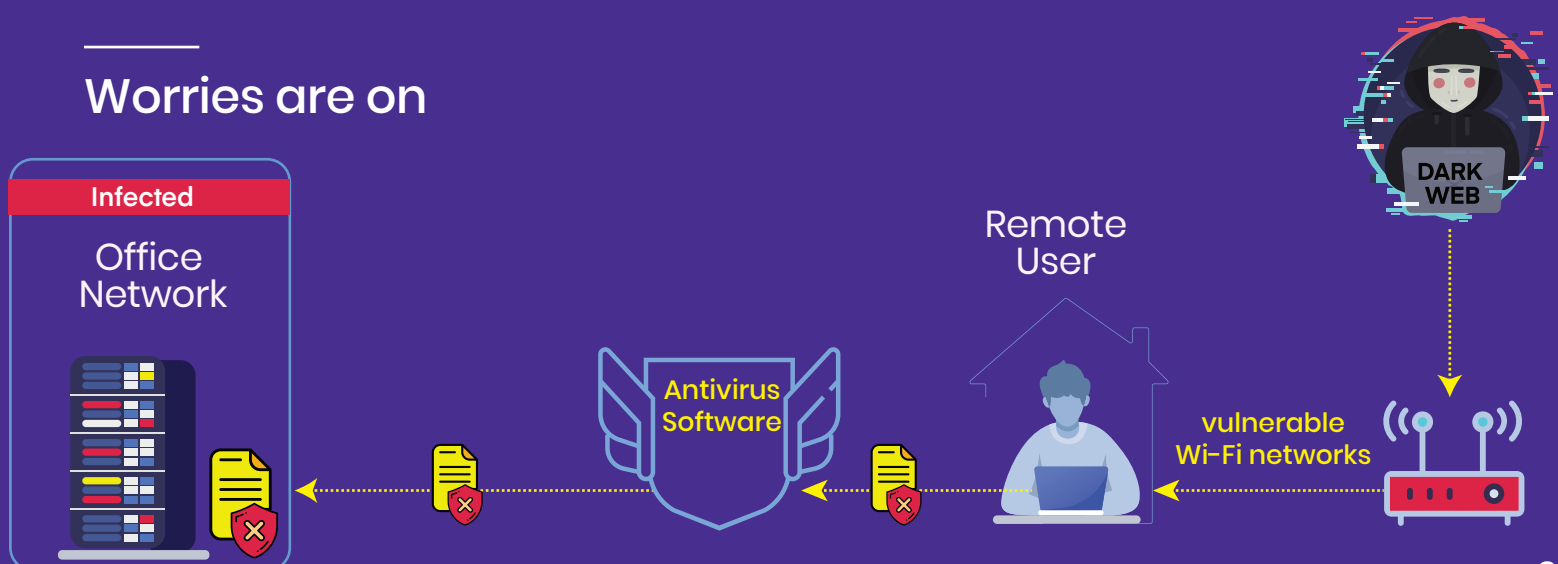 Worries are on
Infected
Office
Network
Antivirus
Software
Remote
User
vulnerable
Wi-Fi networks
DARK
WEB